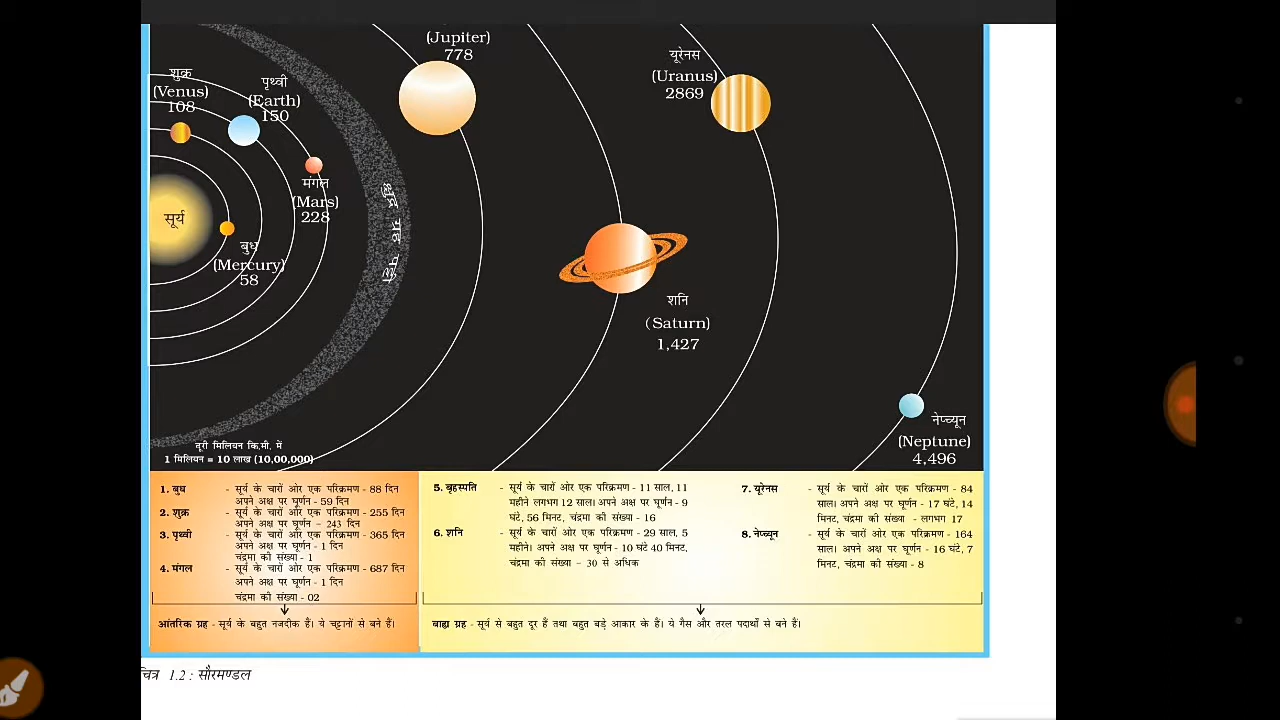 (Jupiter)
778
यूरेनस
(Uranus)
2869
शुक्र
(Venus)
108
पृथ्वी
(Earth)
150
मंगल
(Mars)
228
क्षुद्र ग्रह पट्टी
सूर्य
बुध
(Mercury)
58
शनि
(Saturn)
1,427
नेप्च्यून
(Neptune)
4,496
दूरी मिलियन कि.मी. में
1 मिलियन = 10 लाख (10,00,000)
1. बुध - सूर्य के चारों ओर एक परिक्रमण - 88 दिन
अपने अक्ष पर घूर्णन - 59 दिन
2. शुक्र - सूर्य के चारों ओर एक परिक्रमण - 255 दिन
अपने अक्ष पर घूर्णन - 243 दिन
3. पृथ्वी - सूर्य के चारों ओर एक परिक्रमण - 365 दिन
अपने अक्ष पर घूर्णन - 1 दिन
चंद्रमा की संख्या - 1
4. मंगल - सूर्य के चारों ओर एक परिक्रमण - 687 दिन
अपने अक्ष पर घूर्णन - 1 दिन
चंद्रमा की संख्या - 02
आंतरिक ग्रह - सूर्य के बहुत नजदीक हैं। ये चट्टानों से बने हैं।
5. बृहस्पति - सूर्य के चारों ओर एक परिक्रमण - 11 साल, 11
महीने लगभग 12 साल। अपने अक्ष पर घूर्णन - 9
घंटे, 56 मिनट, चंद्रमा की संख्या - 16
6. शनि - सूर्य के चारों ओर एक परिक्रमण - 29 साल, 5
महीने। अपने अक्ष पर घूर्णन - 10 घंटे 40 मिनट,
चंद्रमा की संख्या – 30 से अधिक
7. यूरेनस - सूर्य के चारों ओर एक परिक्रमण - 84
साल। अपने अक्ष पर घूर्णन - 17 घंटे, 14
मिनट, चंद्रमा की संख्या - लगभग 17
8. नेप्च्यून - सूर्य के चारों ओर एक परिक्रमण - 164
साल। अपने अक्ष पर घूर्णन - 16 घंटे, 7
मिनट, चंद्रमा की संख्या - 8
बाह्य ग्रह - सूर्य से बहुत दूर हैं तथा बहुत बड़े आकार के हैं। ये गैस और तरल पदार्थों से बने हैं।
चित्र 1.2 : सौरमण्डल